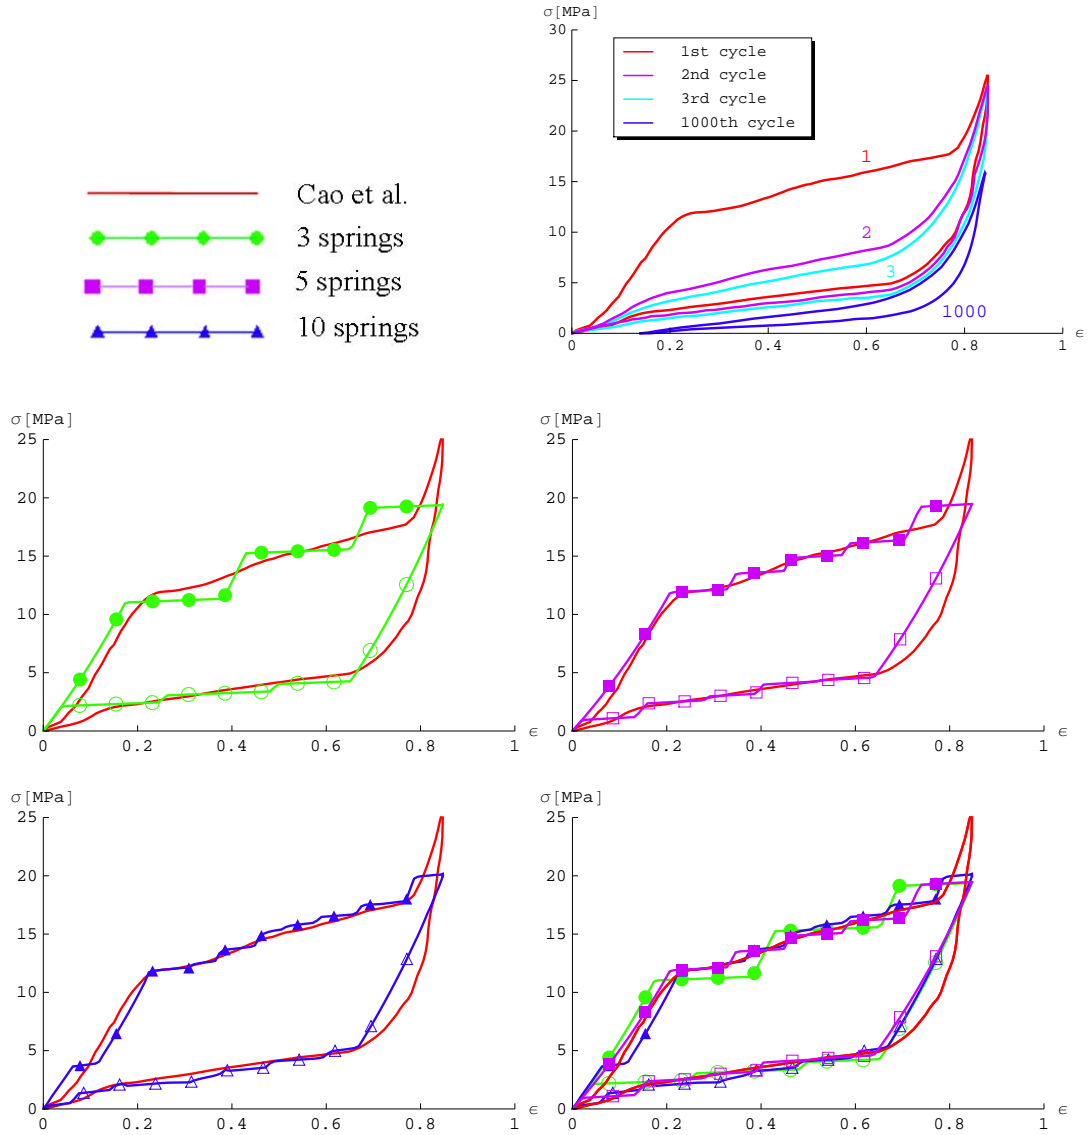 Cao et al.
3 springs
5 springs
10 springs
σ[MPa]
30
25
20
15
10
5
0
1st cycle
2nd cycle
3rd cycle
1000th cycle
1
2
3
1000
0 0.2 0.4 0.6 0.8 1 ϵ
σ[MPa]
25
20
15
10
5
0
0 0.2 0.4 0.6 0.8 1 ϵ
σ[MPa]
25
20
15
10
5
0
0 0.2 0.4 0.6 0.8 1 ϵ
σ[MPa]
25
20
15
10
5
0
0 0.2 0.4 0.6 0.8 1 ϵ
σ[MPa]
25
20
15
10
5
0
0 0.2 0.4 0.6 0.8 1 ϵ